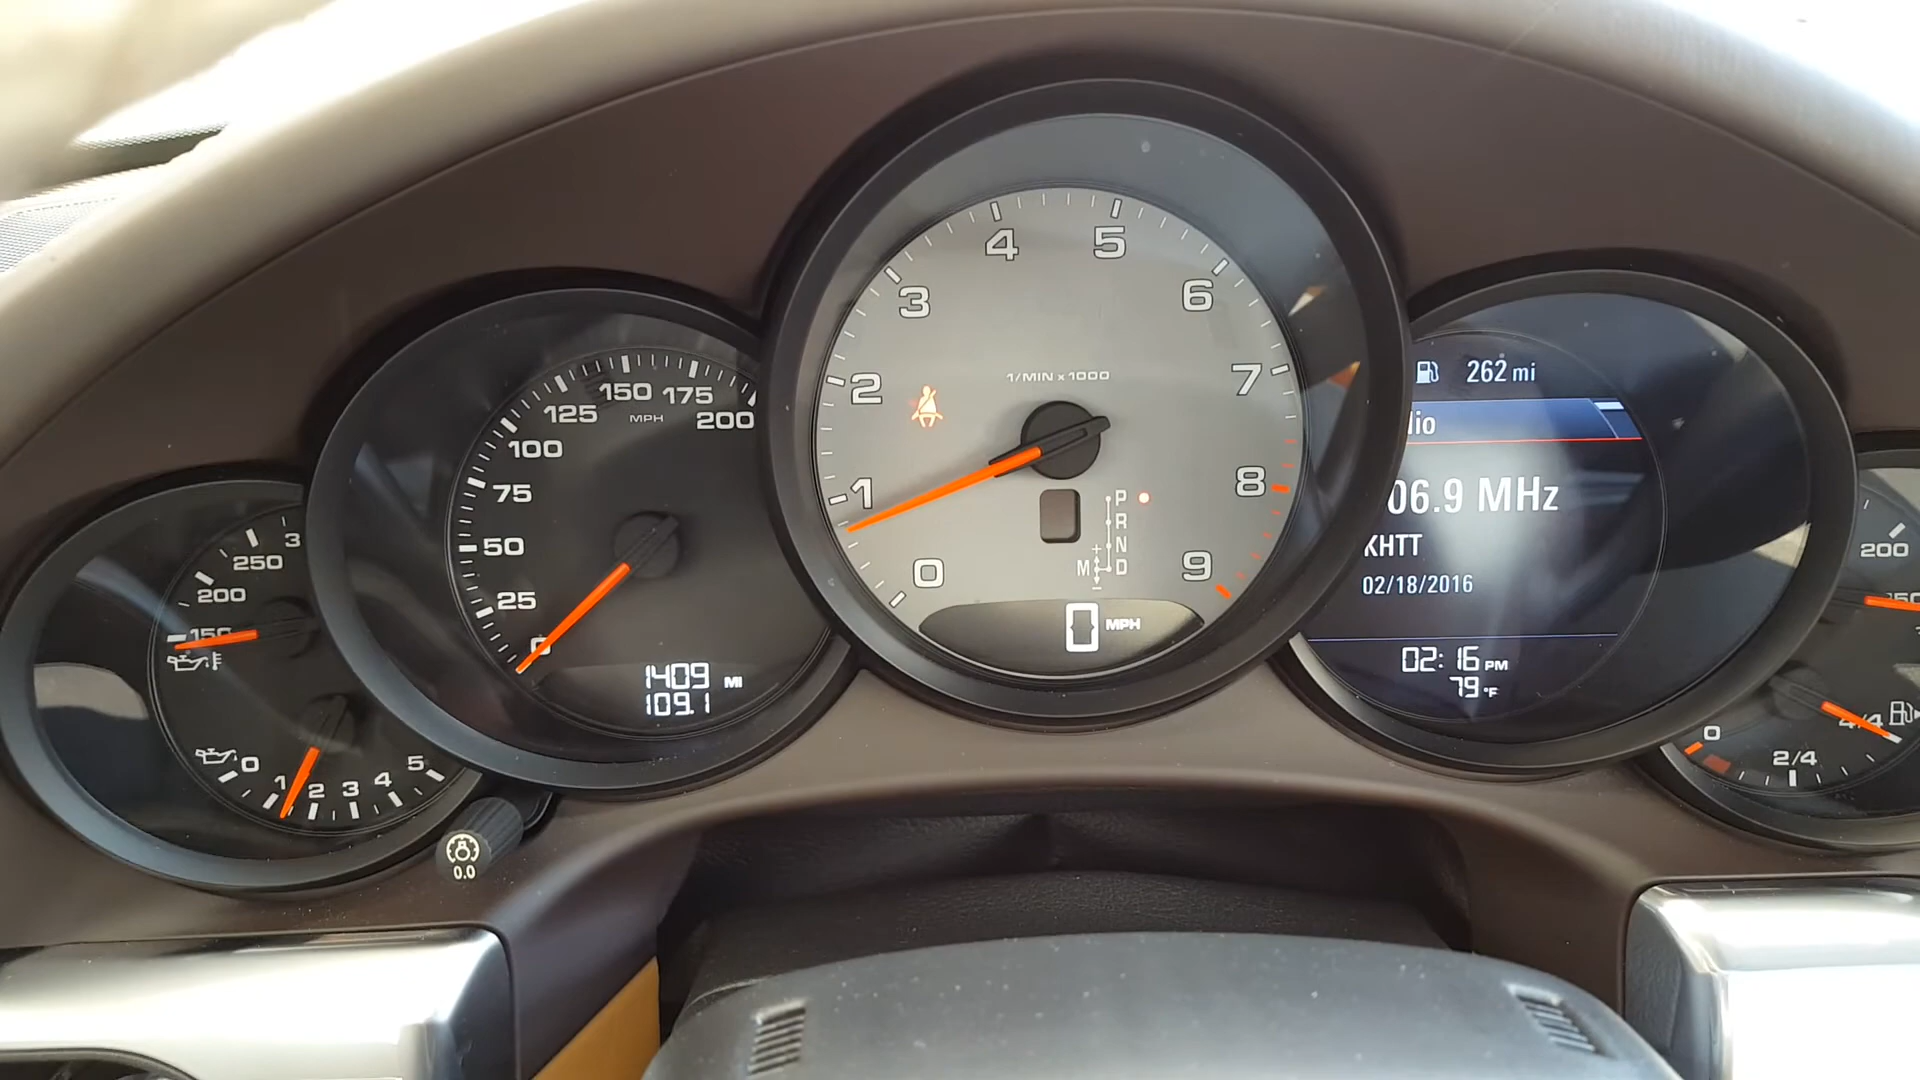 3
250
200
150
0
1
2
3
4
5
0.0
200
175
150
125
100
75
50
25
0
MPH
1409 MI
109.1
0
1
2
3
4
5
6
7
8
9
1/MIN x 1000
P
R
N
M D
+
-
0 MPH
262 mi
dio
06.9 MHz
KHTT
02/18/2016
02:16 PM
79 °F
200
0
2/4
4/4